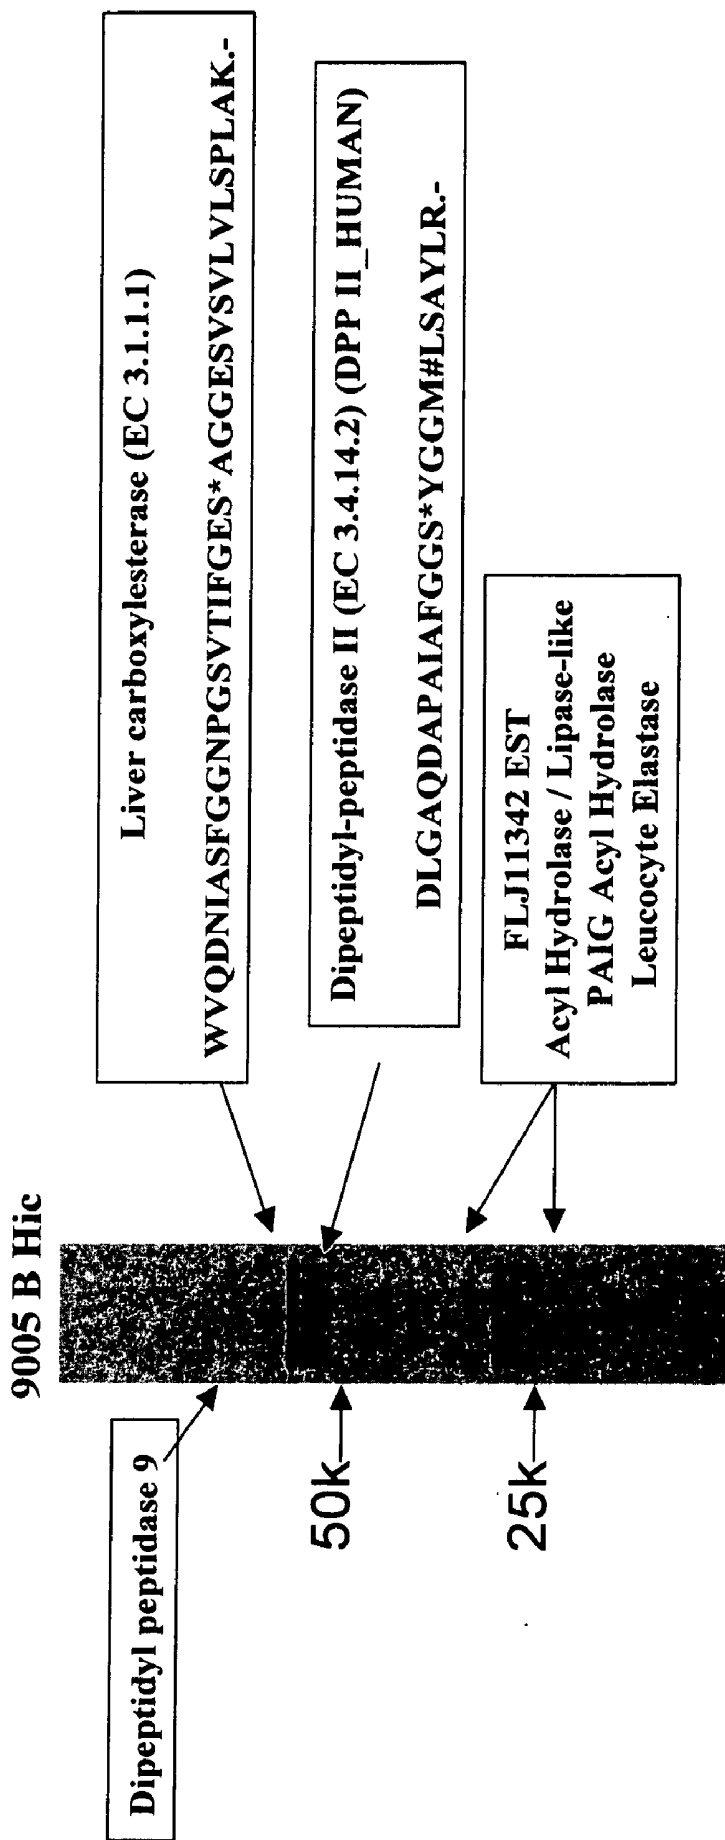 9005 B Hic
Dipeptidyl peptidase 9
50k
25k
Liver carboxylesterase (EC 3.1.1.1)
WVQDNIASFGGNPGSVTIFGES*AGGESVSVLVLSPLAK.-
Dipeptidyl-peptidase II (EC 3.4.14.2) (DPP II_HUMAN)
DLGAQDAPAIAFGGS*YGGM#LSAYLR.-
FLJ11342 EST
Acyl Hydrolase / Lipase-like
PAIG Acyl Hydrolase
Leucocyte Elastase